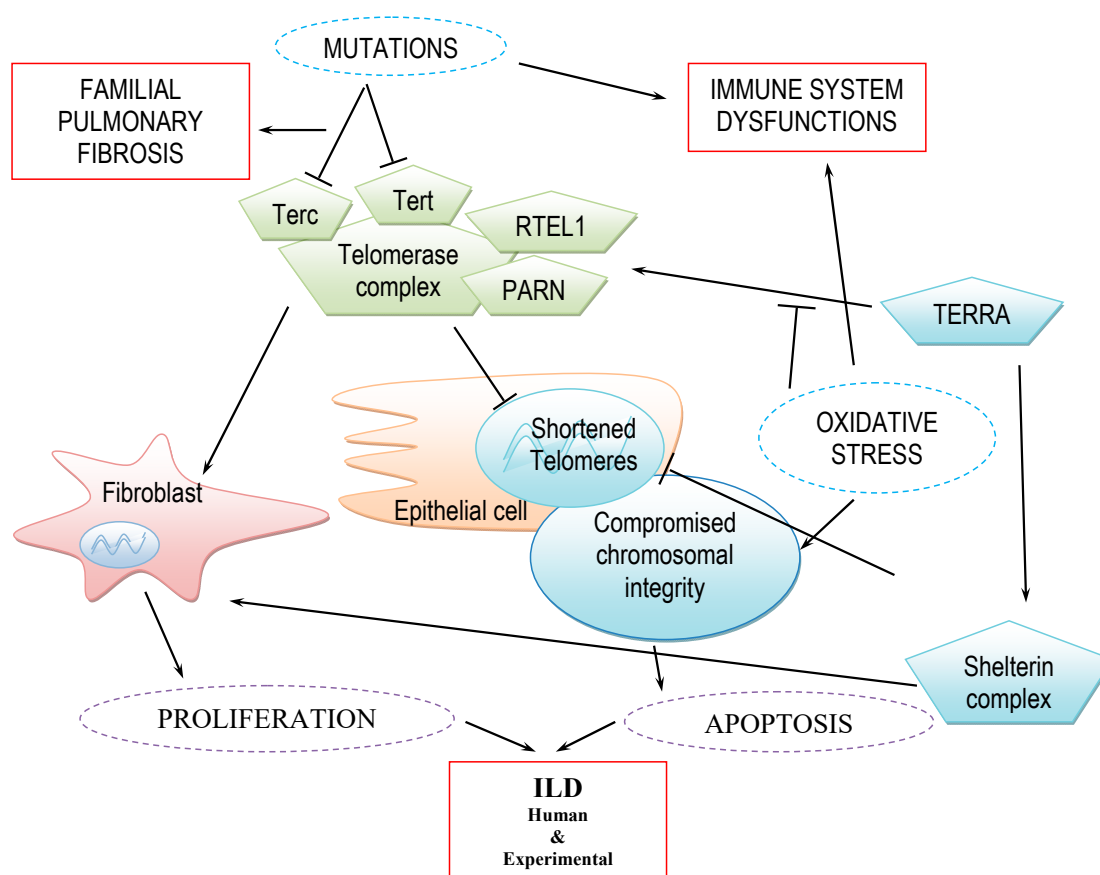 MUTATIONS
FAMILIAL
PULMONARY
FIBROSIS
IMMUNE SYSTEM
DYSFUNCTIONS
Terc
Tert
RTEL1
Telomerase
complex
PARN
TERRA
Shortened
Telomeres
OXIDATIVE
STRESS
Fibroblast
Epithelial cell
Compromised
chromosomal
integrity
Shelterin
complex
PROLIFERATION
APOPTOSIS
ILD
Human
&
Experimental